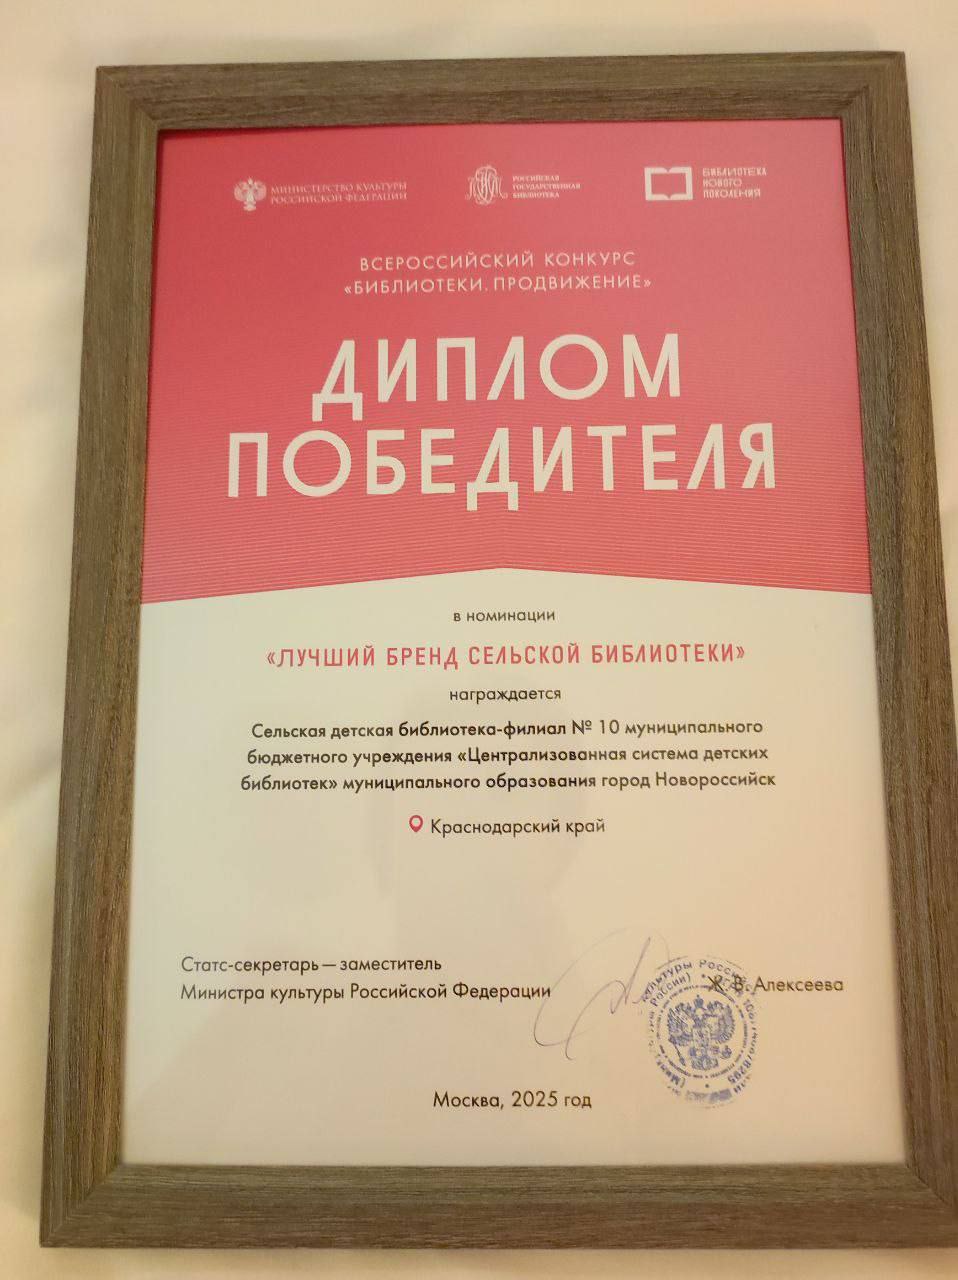 МИНИСТЕРСТВО КУЛЬТУРЫ
РОССИЙСКОЙ ФЕДЕРАЦИИ
РОССИЙСКАЯ
ГОСУДАРСТВЕННАЯ
БИБЛИОТЕКА
БИБЛИОТЕКА
НОВОГО
ПОКОЛЕНИЯ
ВСЕРОССИЙСКИЙ КОНКУРС
«БИБЛИОТЕКИ. ПРОДВИЖЕНИЕ»
ДИПЛОМ
ПОБЕДИТЕЛЯ
в номинации
«ЛУЧШИЙ БРЕНД СЕЛЬСКОЙ БИБЛИОТЕКИ»
награждается
Сельская детская библиотека-филиал № 10 муниципального
бюджетного учреждения «Централизованная система детских
библиотек» муниципального образования город Новороссийск
Краснодарский край
Статс-секретарь — заместитель
Министра культуры Российской Федерации
Ж. В. Алексеева
Москва, 2025 год